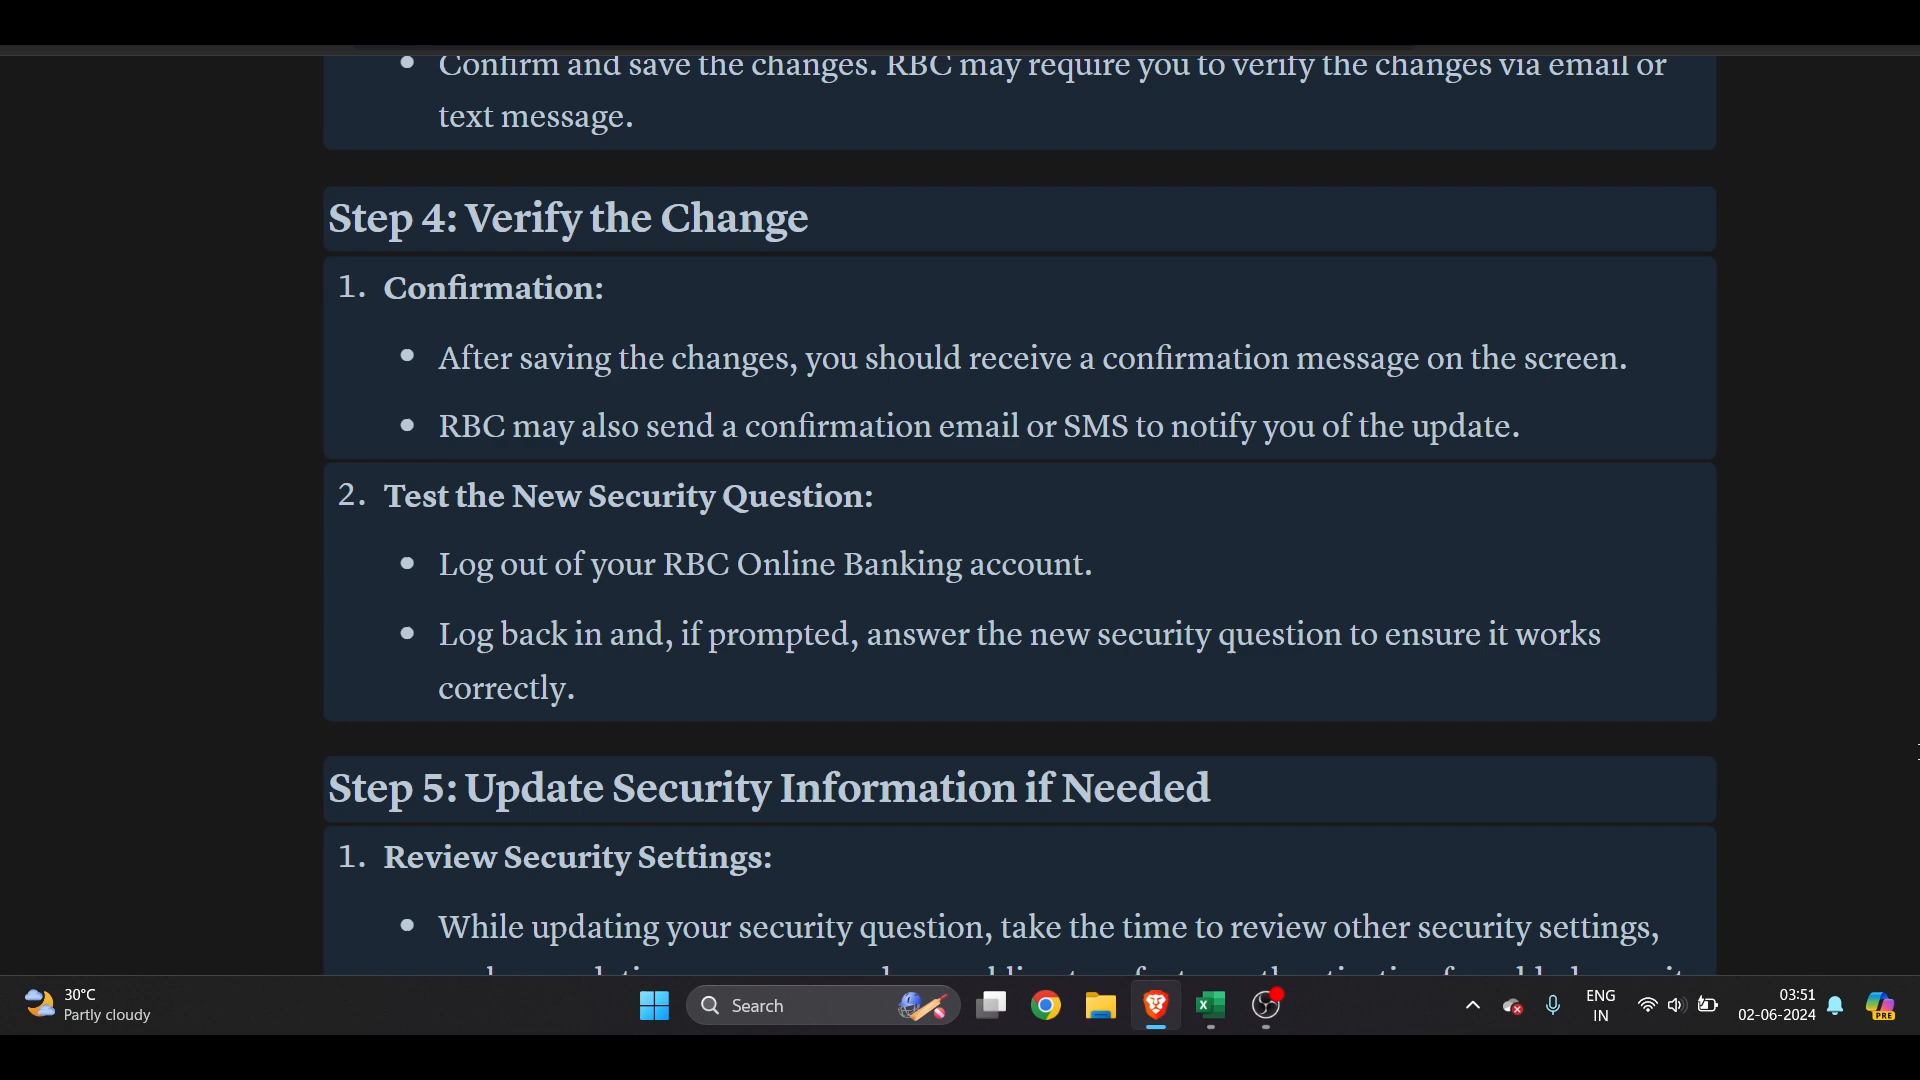 Confirm and save the changes. RBC may require you to verify the changes via email or
text message.
Step 4: Verify the Change
1. Confirmation:
After saving the changes, you should receive a confirmation message on the screen.
RBC may also send a confirmation email or SMS to notify you of the update.
2. Test the New Security Question:
Log out of your RBC Online Banking account.
Log back in and, if prompted, answer the new security question to ensure it works
correctly.
Step 5: Update Security Information if Needed
1. Review Security Settings:
While updating your security question, take the time to review other security settings,
30°C
Partly cloudy
Search
ENG
IN
03:51
02-06-2024
PRE